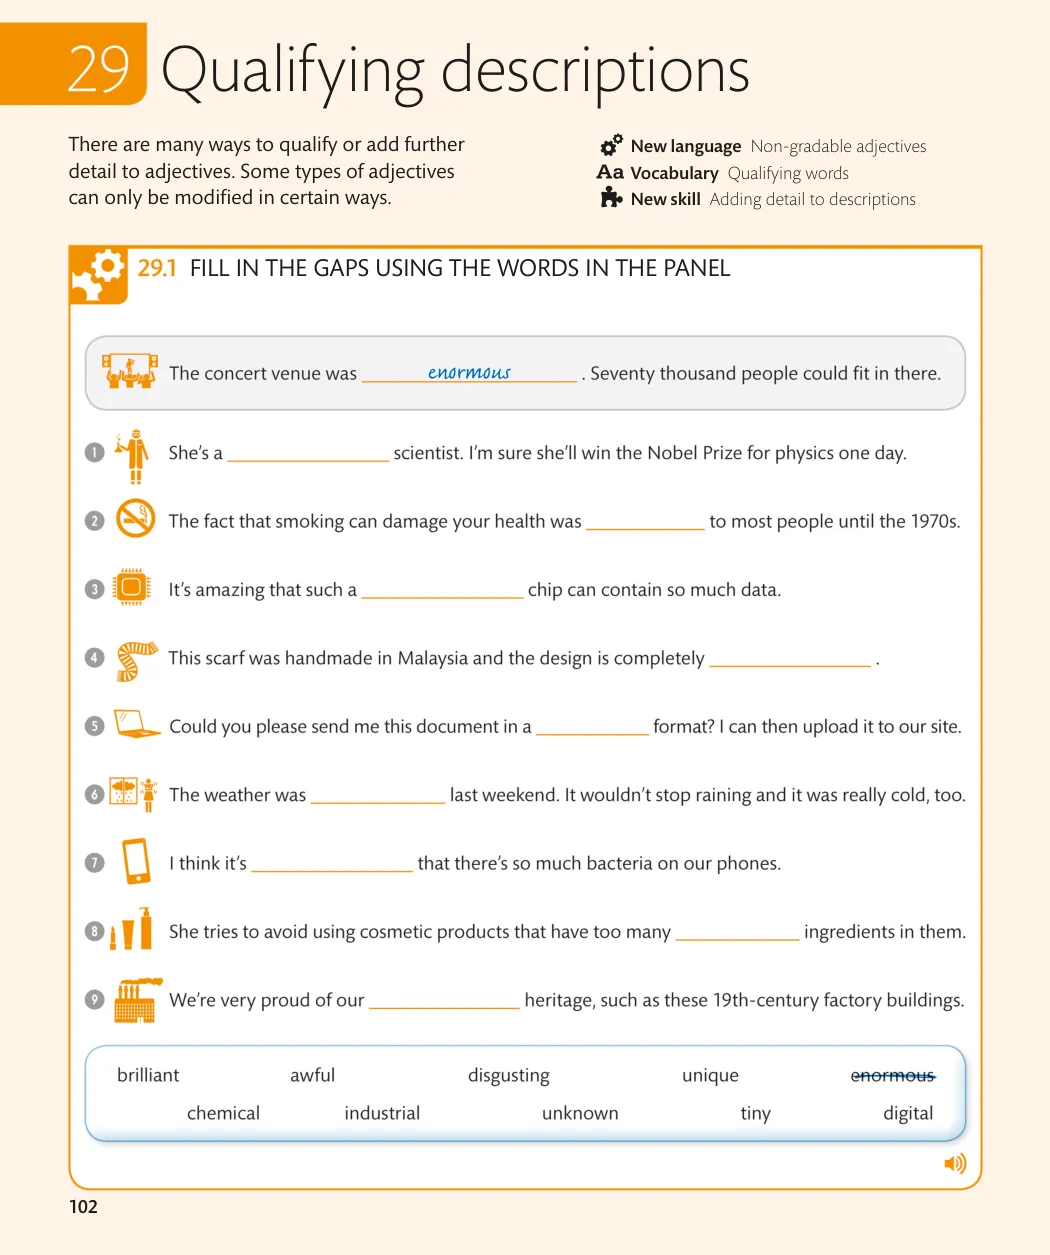 29 Qualifying descriptions
There are many ways to qualify or add further
detail to adjectives. Some types of adjectives
can only be modified in certain ways.
New language Non-gradable adjectives
Aa Vocabulary Qualifying words
New skill Adding detail to descriptions
29.1 FILL IN THE GAPS USING THE WORDS IN THE PANEL
The concert venue was enormous . Seventy thousand people could fit in there.
1 She’s a ________________ scientist. I’m sure she’ll win the Nobel Prize for physics one day.
2 The fact that smoking can damage your health was ____________ to most people until the 1970s.
3 It’s amazing that such a ________________ chip can contain so much data.
4 This scarf was handmade in Malaysia and the design is completely ________________ .
5 Could you please send me this document in a ___________ format? I can then upload it to our site.
6 The weather was _____________ last weekend. It wouldn’t stop raining and it was really cold, too.
7 I think it’s ________________ that there’s so much bacteria on our phones.
8 She tries to avoid using cosmetic products that have too many ____________ ingredients in them.
9 We’re very proud of our _______________ heritage, such as these 19th-century factory buildings.
brilliant awful disgusting unique enormous
chemical industrial unknown tiny digital
102